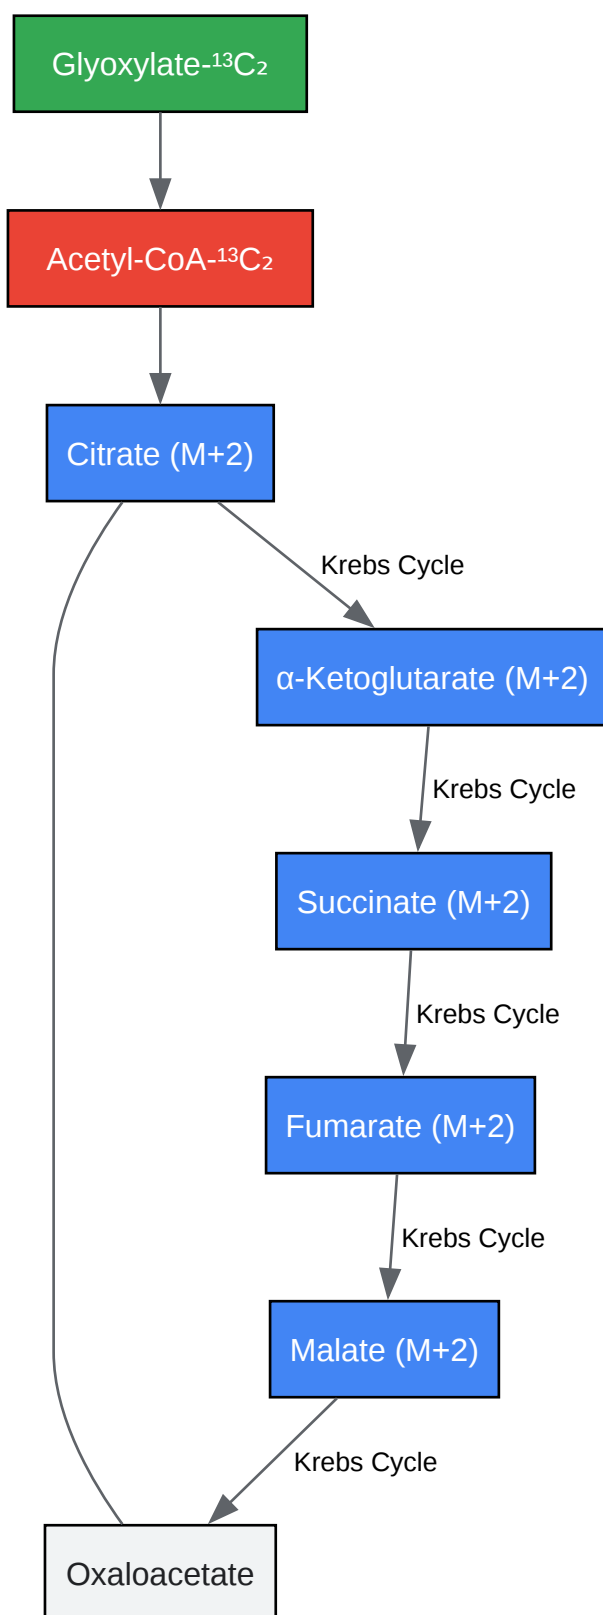 Glyoxylate-¹³C₂
Acetyl-CoA-¹³C₂
Citrate (M+2)
Krebs Cycle
α-Ketoglutarate (M+2)
Krebs Cycle
Succinate (M+2)
Krebs Cycle
Fumarate (M+2)
Krebs Cycle
Malate (M+2)
Krebs Cycle
Oxaloacetate